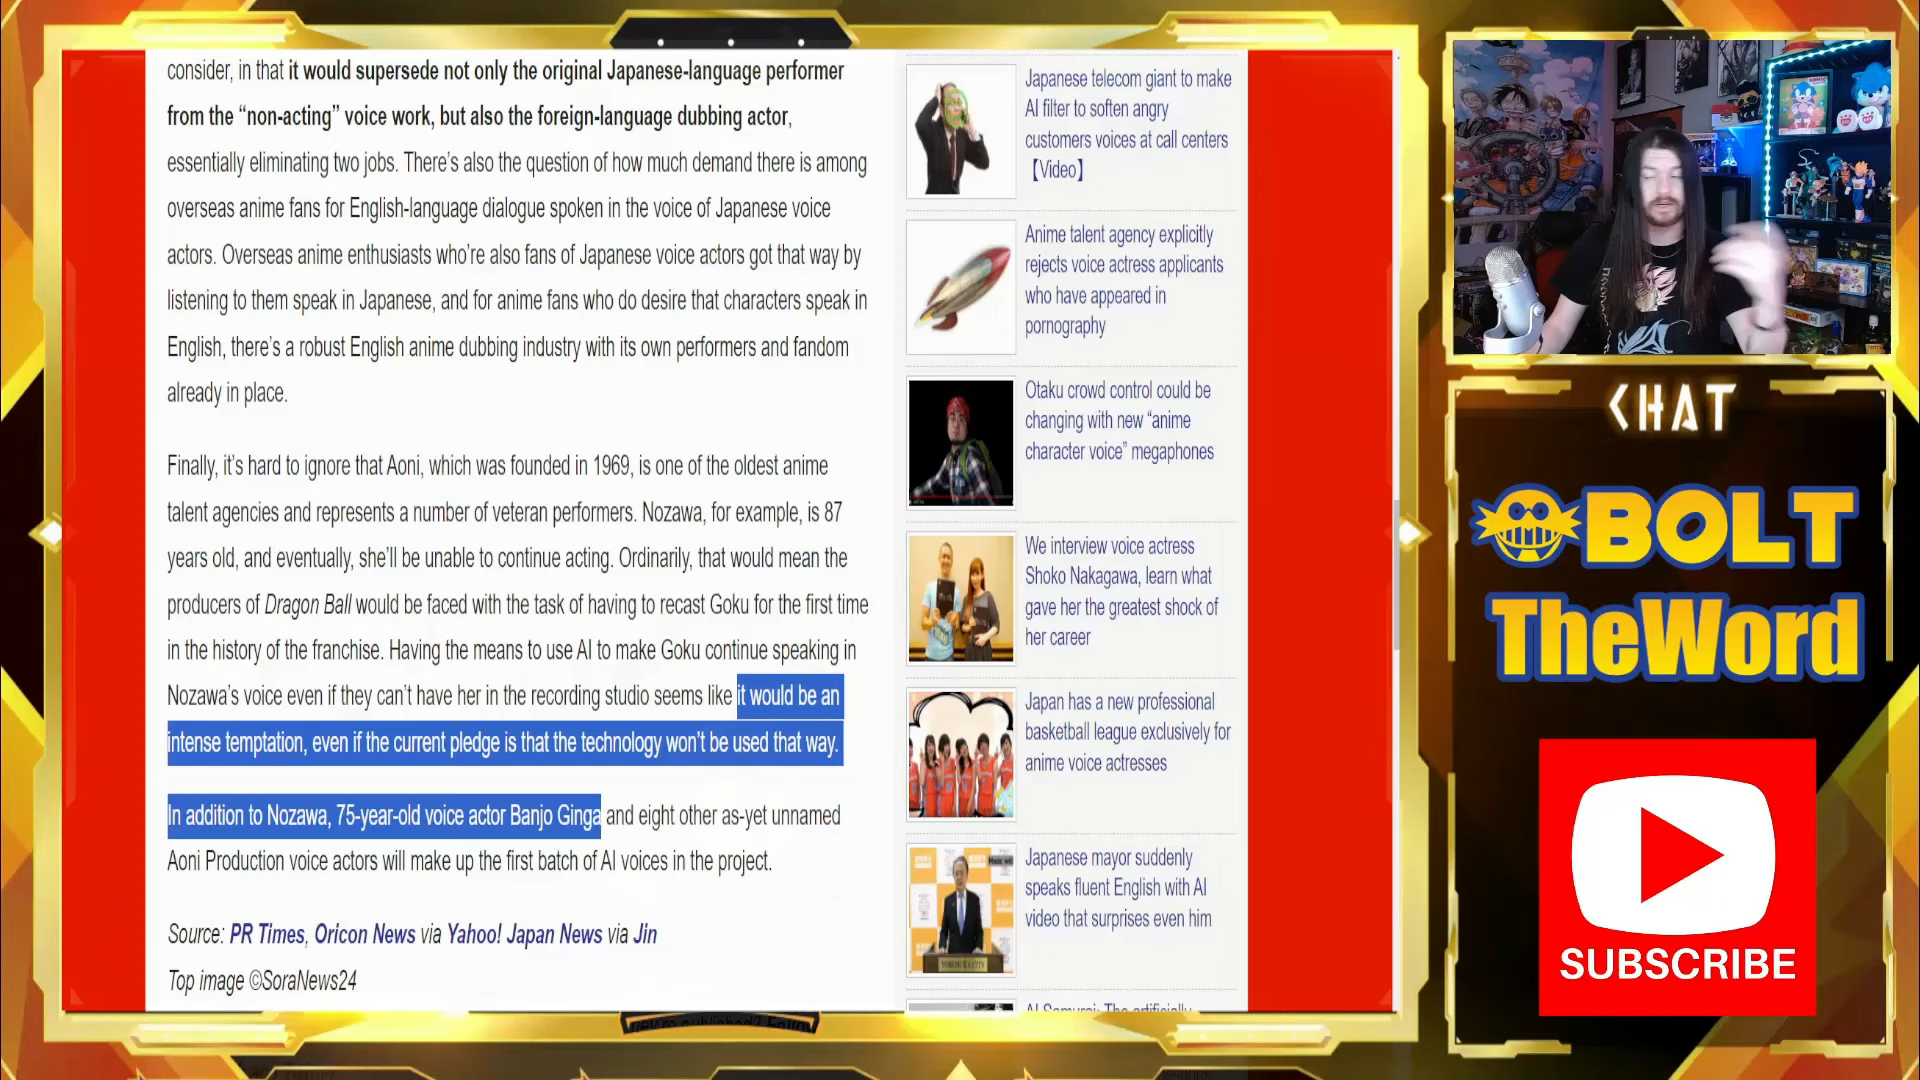 consider, in that it would supersede not only the original Japanese-language performer
from the “non-acting” voice work, but also the foreign-language dubbing actor,
essentially eliminating two jobs. There’s also the question of how much demand there is among
overseas anime fans for English-language dialogue spoken in the voice of Japanese voice
actors. Overseas anime enthusiasts who’re also fans of Japanese voice actors got that way by
listening to them speak in Japanese, and for anime fans who do desire that characters speak in
English, there’s a robust English anime dubbing industry with its own performers and fandom
already in place.
Finally, it’s hard to ignore that Aoni, which was founded in 1969, is one of the oldest anime
talent agencies and represents a number of veteran performers. Nozawa, for example, is 87
years old, and eventually, she’ll be unable to continue acting. Ordinarily, that would mean the
producers of Dragon Ball would be faced with the task of having to recast Goku for the first time
in the history of the franchise. Having the means to use AI to make Goku continue speaking in
Nozawa’s voice even if they can’t have her in the recording studio seems like it would be an
intense temptation, even if the current pledge is that the technology won’t be used that way.
In addition to Nozawa, 75-year-old voice actor Banjo Ginga and eight other as-yet unnamed
Aoni Production voice actors will make up the first batch of AI voices in the project.
Source: PR Times, Oricon News via Yahoo! Japan News via Jin
Top image ©SoraNews24
Japanese telecom giant to make
AI filter to soften angry
customers voices at call centers
【Video】
Anime talent agency explicitly
rejects voice actress applicants
who have appeared in
pornography
Otaku crowd control could be
changing with new “anime
character voice” megaphones
We interview voice actress
Shoko Nakagawa, learn what
gave her the greatest shock of
her career
Japan has a new professional
basketball league exclusively for
anime voice actresses
Japanese mayor suddenly
speaks fluent English with AI
video that surprises even him
AI Samurai: The artificially
CHAT
BOLT
TheWord
SUBSCRIBE